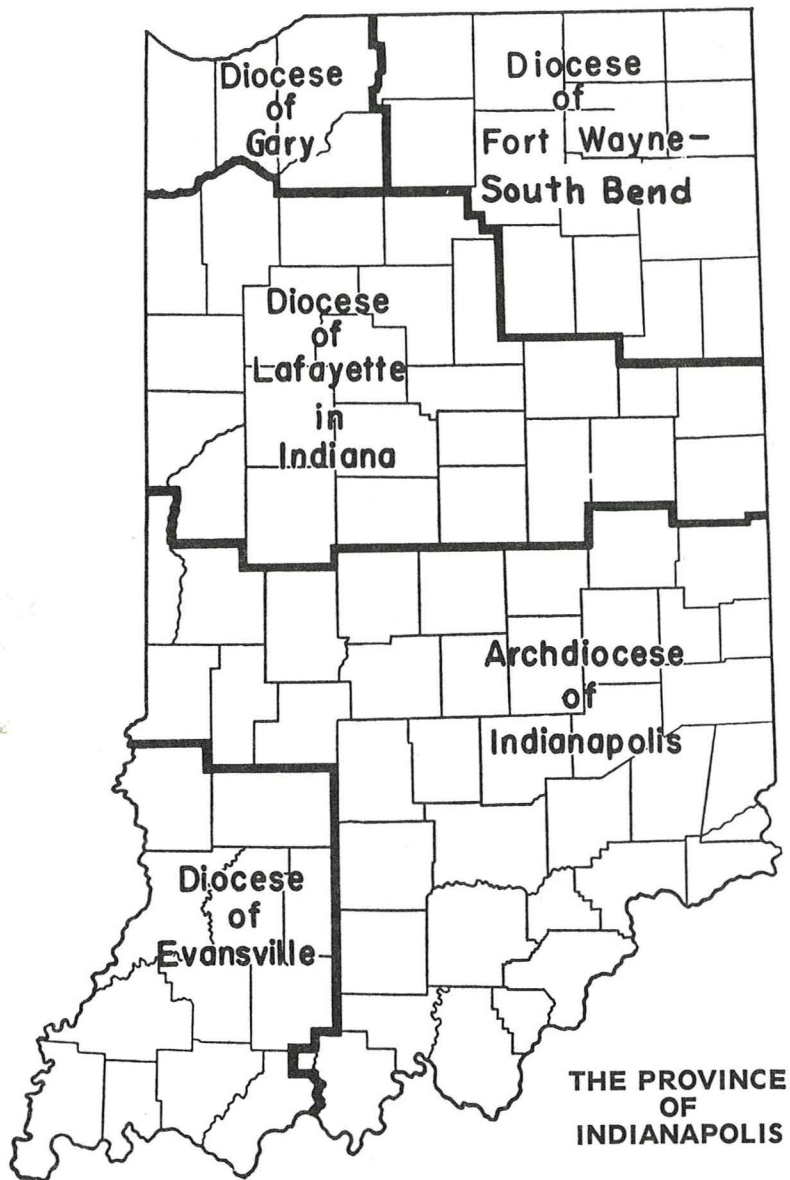 Diocese
of
Gary
Diocese
of
Fort Wayne–
South Bend
Diocese
of
Lafayette
in
Indiana
Archdiocese
of
Indianapolis
Diocese
of
Evansville
THE PROVINCE
OF
INDIANAPOLIS